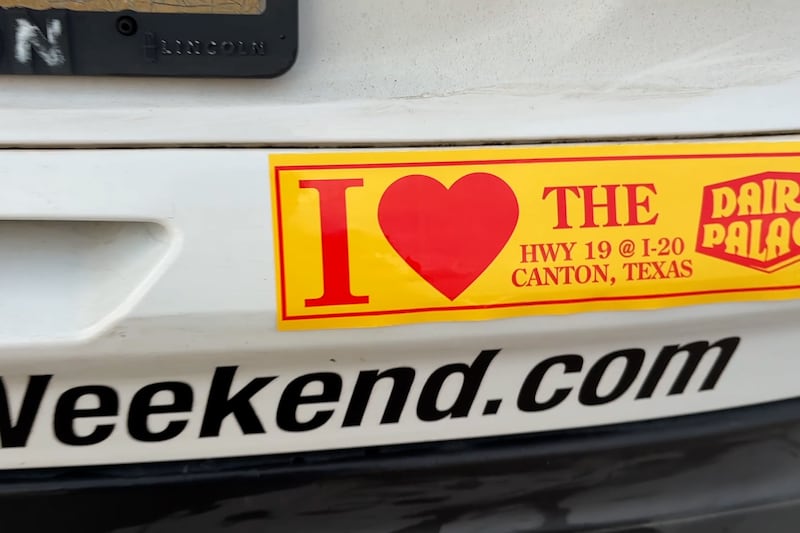 N
LINCOLN
I ♥ THE
HWY 19 @ I-20
CANTON, TEXAS
DAIR
PALAC
Weekend.com